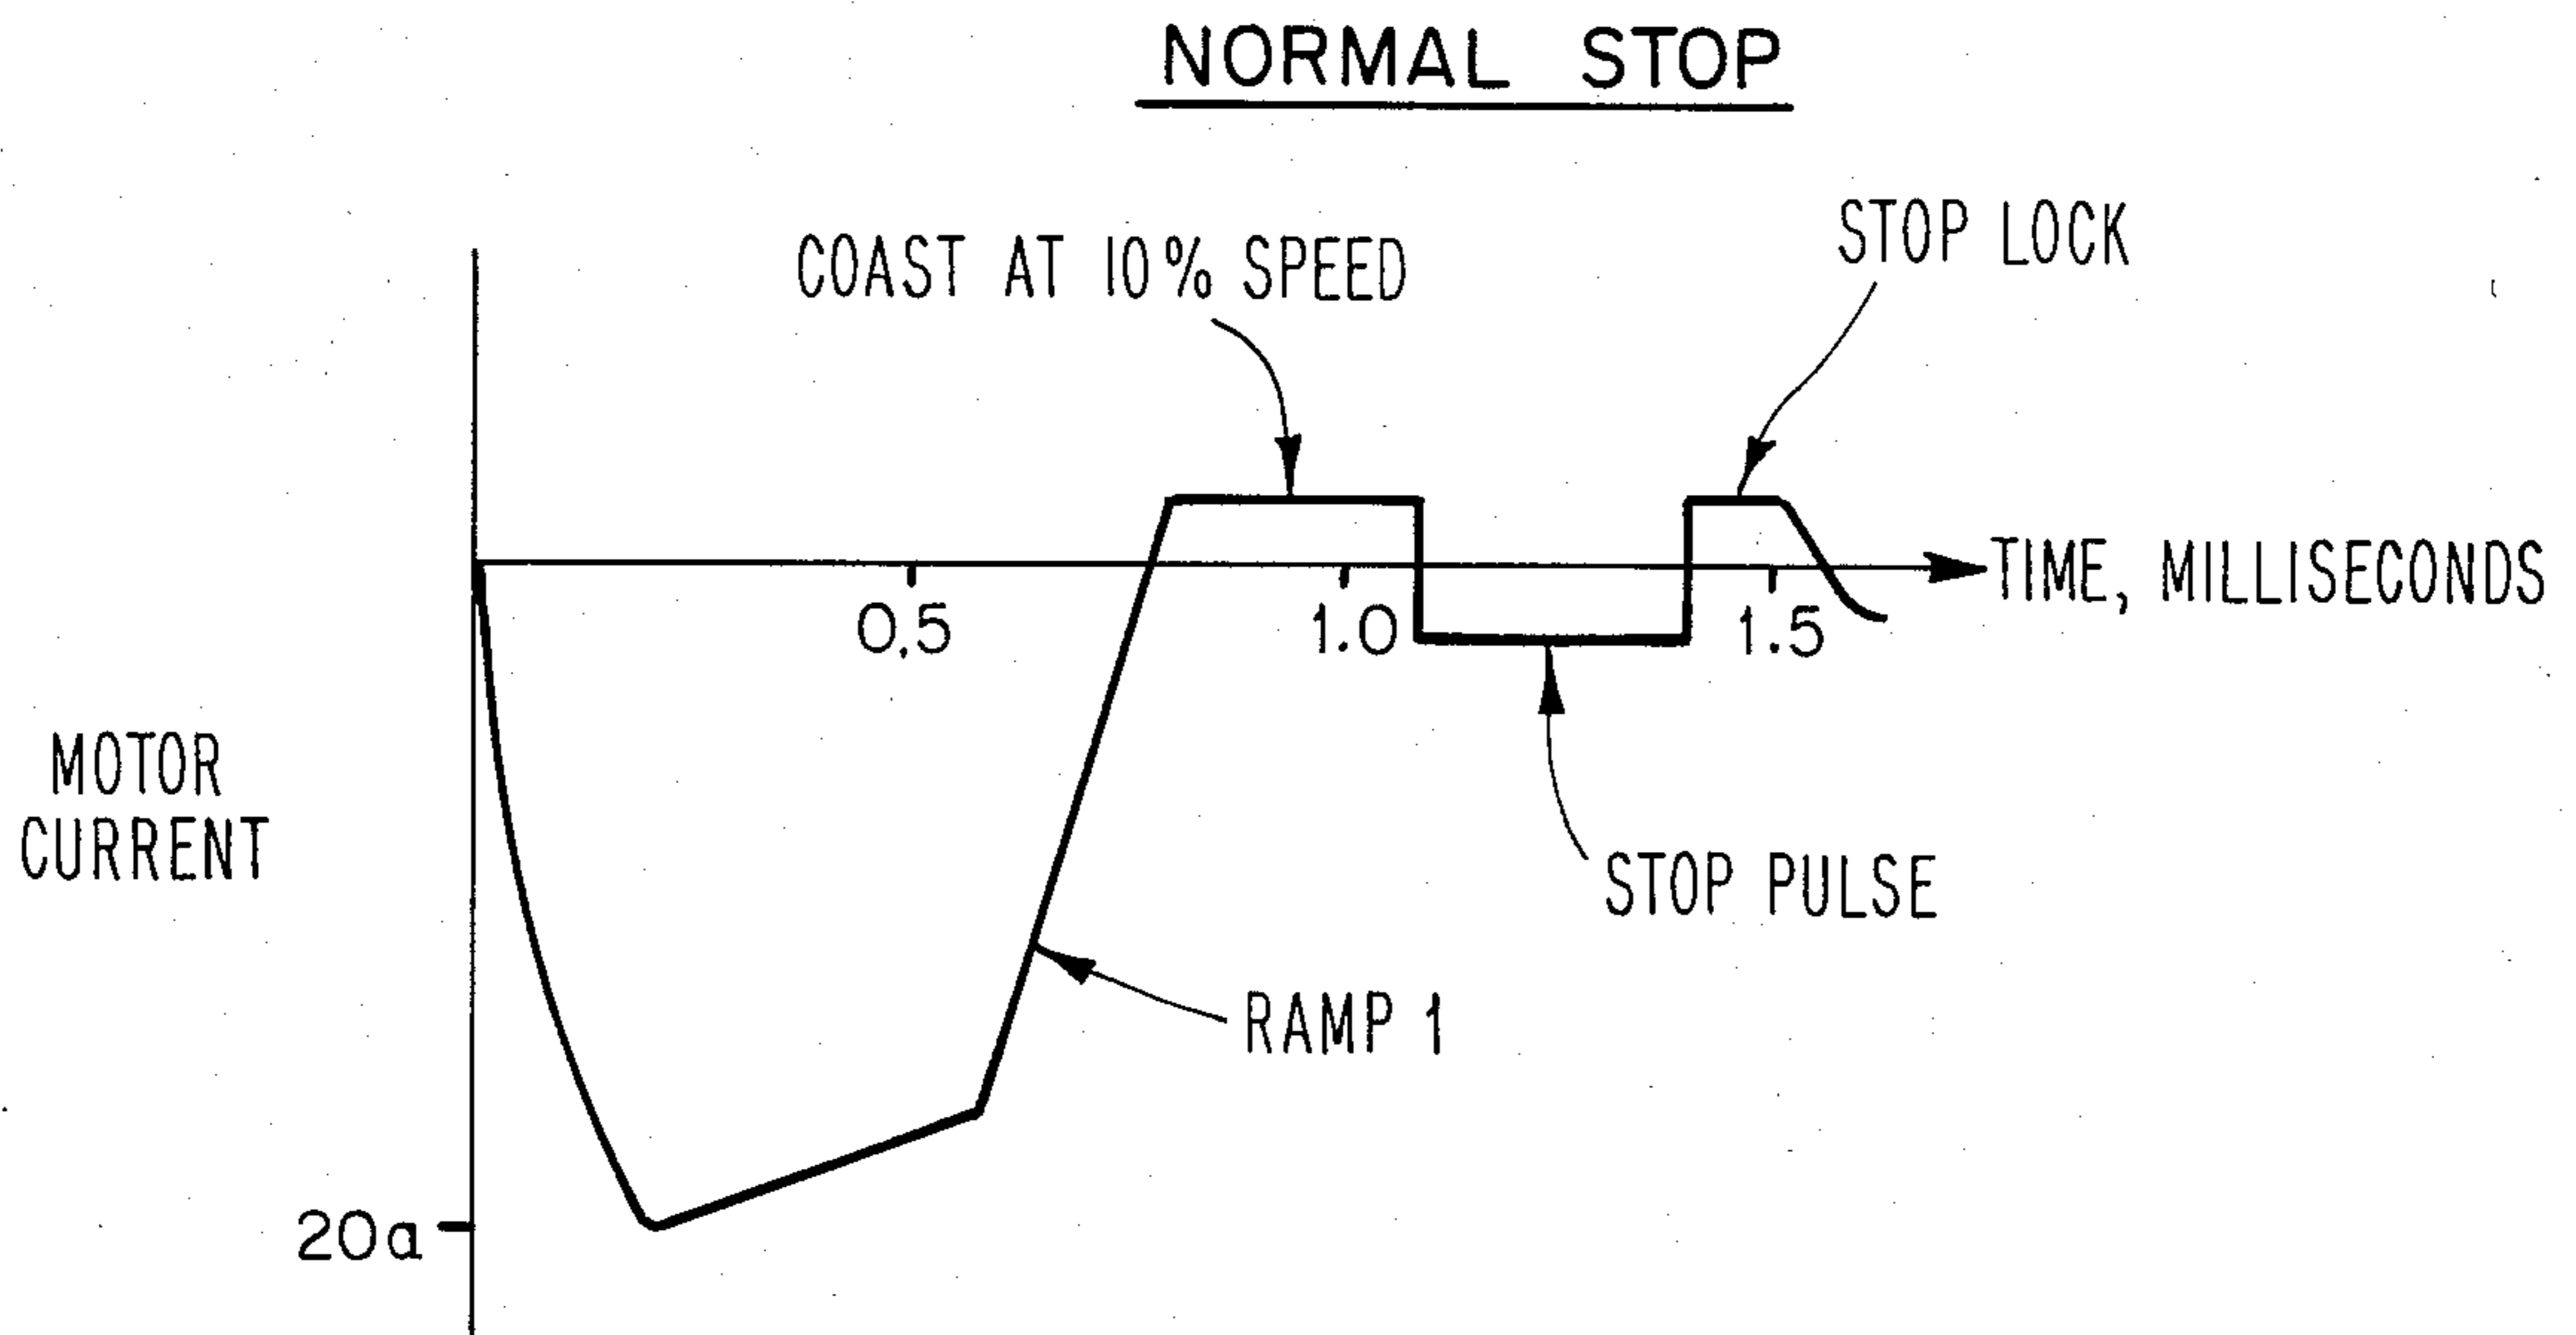 NORMAL STOP
COAST AT 10% SPEED
STOP LOCK
TIME, MILLISECONDS
0.5
1.0
1.5
MOTOR
CURRENT
STOP PULSE
RAMP 1
20a